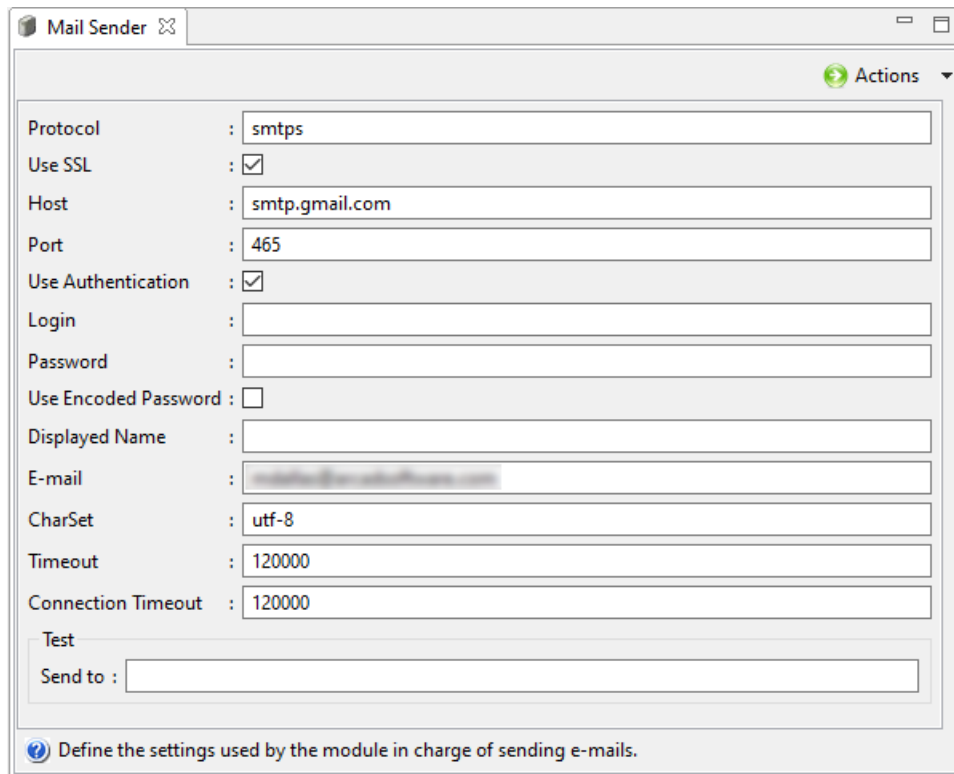 Mail Sender
Actions
Protocol : smtps
Use SSL :
Host : smtp.gmail.com
Port : 465
Use Authentication :
Login :
Password :
Use Encoded Password :
Displayed Name :
E-mail :
CharSet : utf-8
Timeout : 120000
Connection Timeout : 120000
Test
Send to :
Define the settings used by the module in charge of sending e-mails.